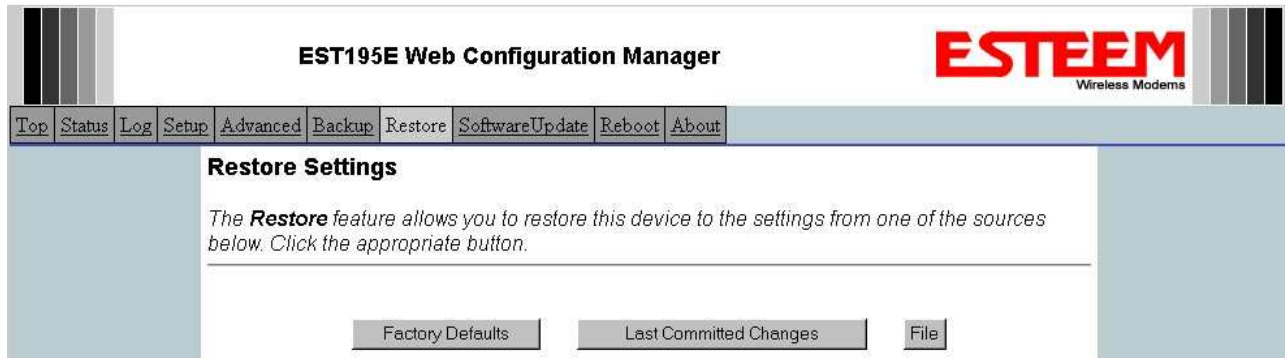 EST195E Web Configuration Manager
ESTEEM
Wireless Modems
Top Status Log Setup Advanced Backup Restore SoftwareUpdate Reboot About
Restore Settings
The Restore feature allows you to restore this device to the settings from one of the sources
below. Click the appropriate button.
Factory Defaults Last Committed Changes File